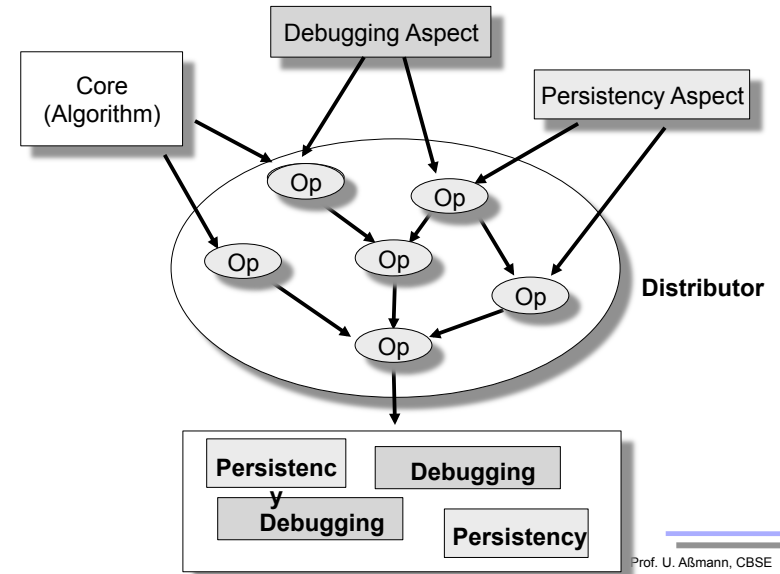 Debugging Aspect
Core
(Algorithm)
Persistency Aspect
Op
Op
Op
Op
Op
Distributor
Op
Persistenc
y
Debugging
Debugging
Persistency
Prof. U. Aßmann, CBSE